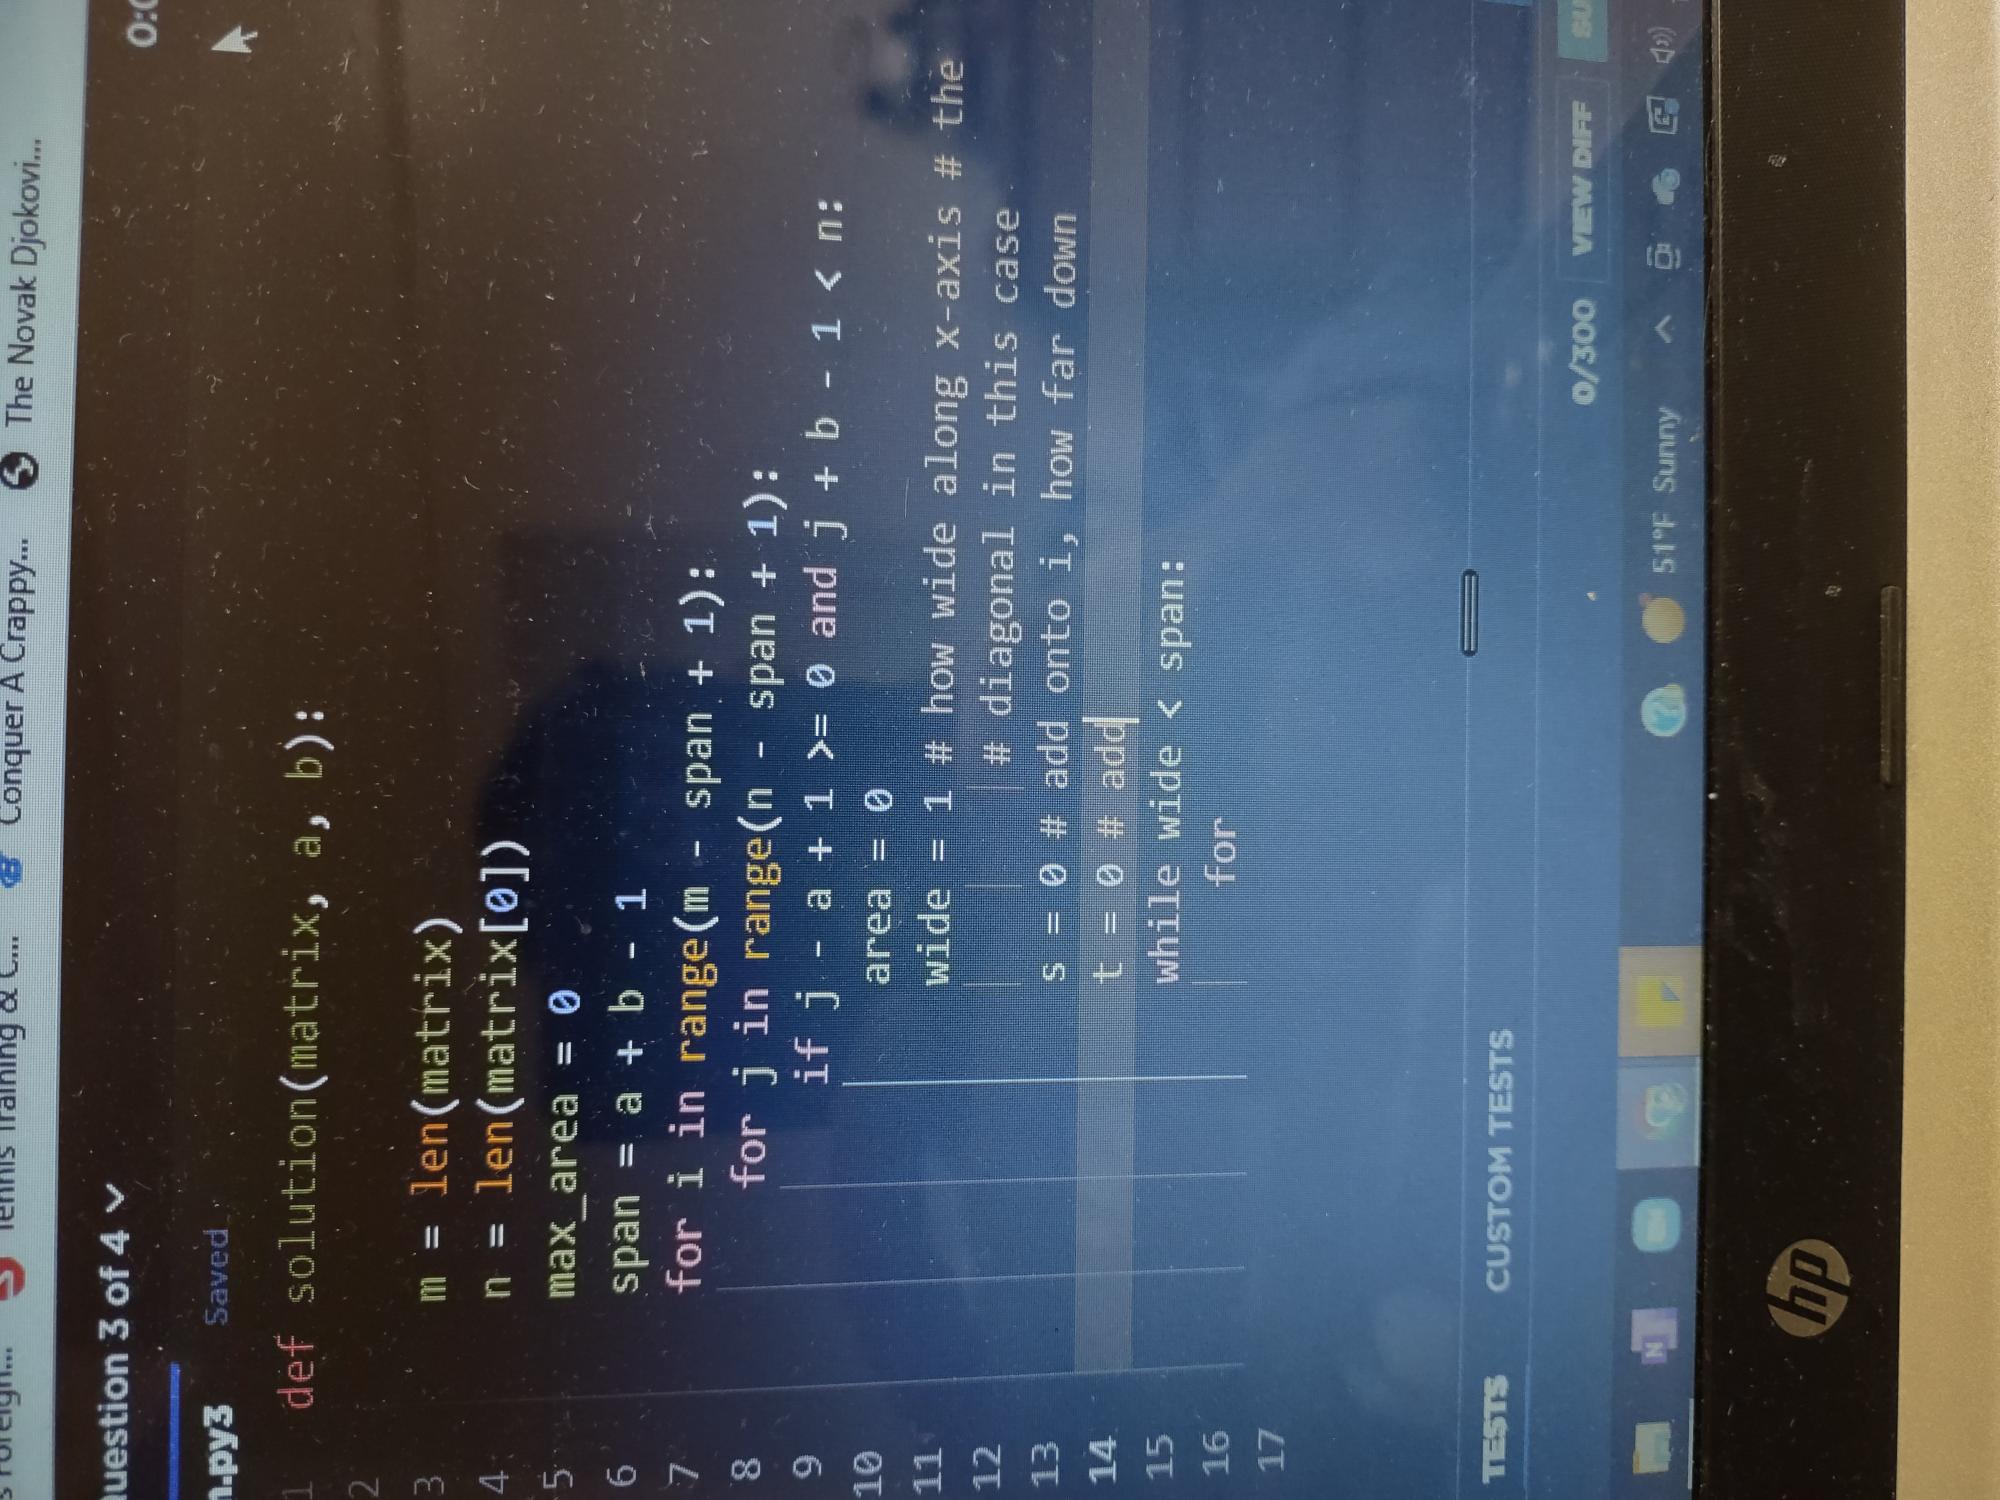 Foreign...
Tennis Training & C...
Conquer A Crappy...
The Novak Djokovi...
uestion 3 of 4
0:0
n.py3
Saved
1 def solution(matrix, a, b):
2
3 m = len(matrix)
4 n = len(matrix[0])
5 max_area = 0
6 span = a + b - 1
7 for i in range(m - span + 1):
8 for j in range(n - span + 1):
9 if j - a + 1 >= 0 and j + b - 1 < n:
10 area = 0
11 wide = 1 # how wide along x-axis # the
12 # diagonal in this case
13 s = 0 # add onto i, how far down
14 t = 0 # add
15 while wide < span:
16 for
17
TESTS
CUSTOM TESTS
0/300
VIEW DIFF
SU
N
51°F Sunny
hp